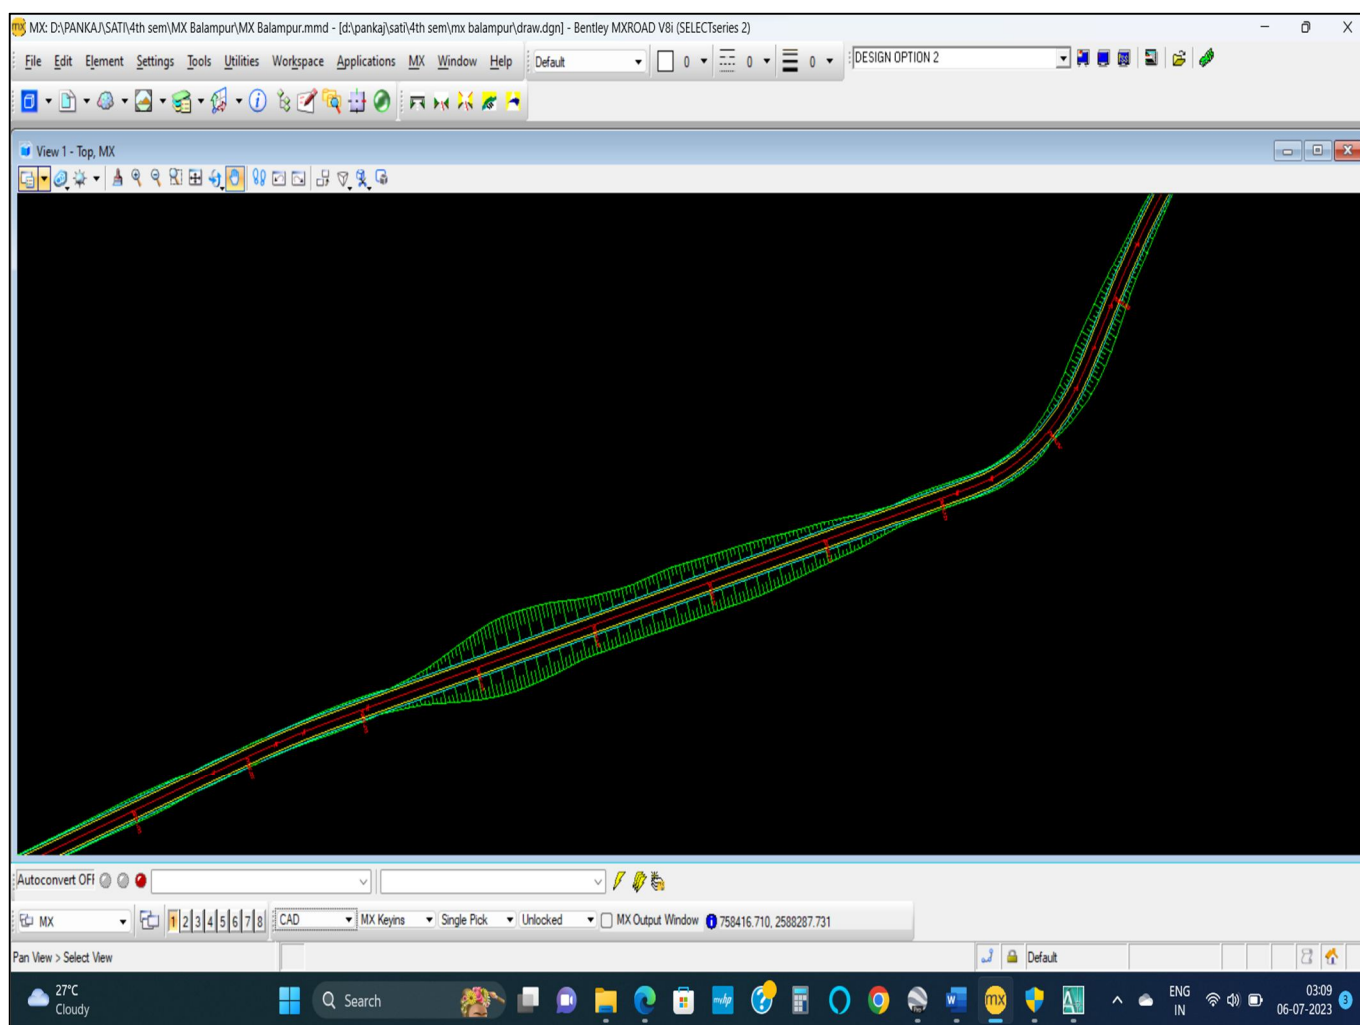 MX: D:\PANKAJ\SATI\4th sem\MX Balampur\MX Balampur.mmd - [d:\pankaj\sati\4th sem\mx balampur\draw.dgn] - Bentley MXROAD V8i (SELECTseries 2)
File Edit Element Settings Tools Utilities Workspace Applications MX Window Help Default 0 0 0 DESIGN OPTION 2
View 1 - Top, MX
Autoconvert OFF
MX 1 2 3 4 5 6 7 8 CAD MX Keyins Single Pick Unlocked MX Output Window 758416.710, 2588287.731
Pan View > Select View Default
27°C
Cloudy
Search
myhp
mx
ENG
IN
03:09
06-07-2023
3